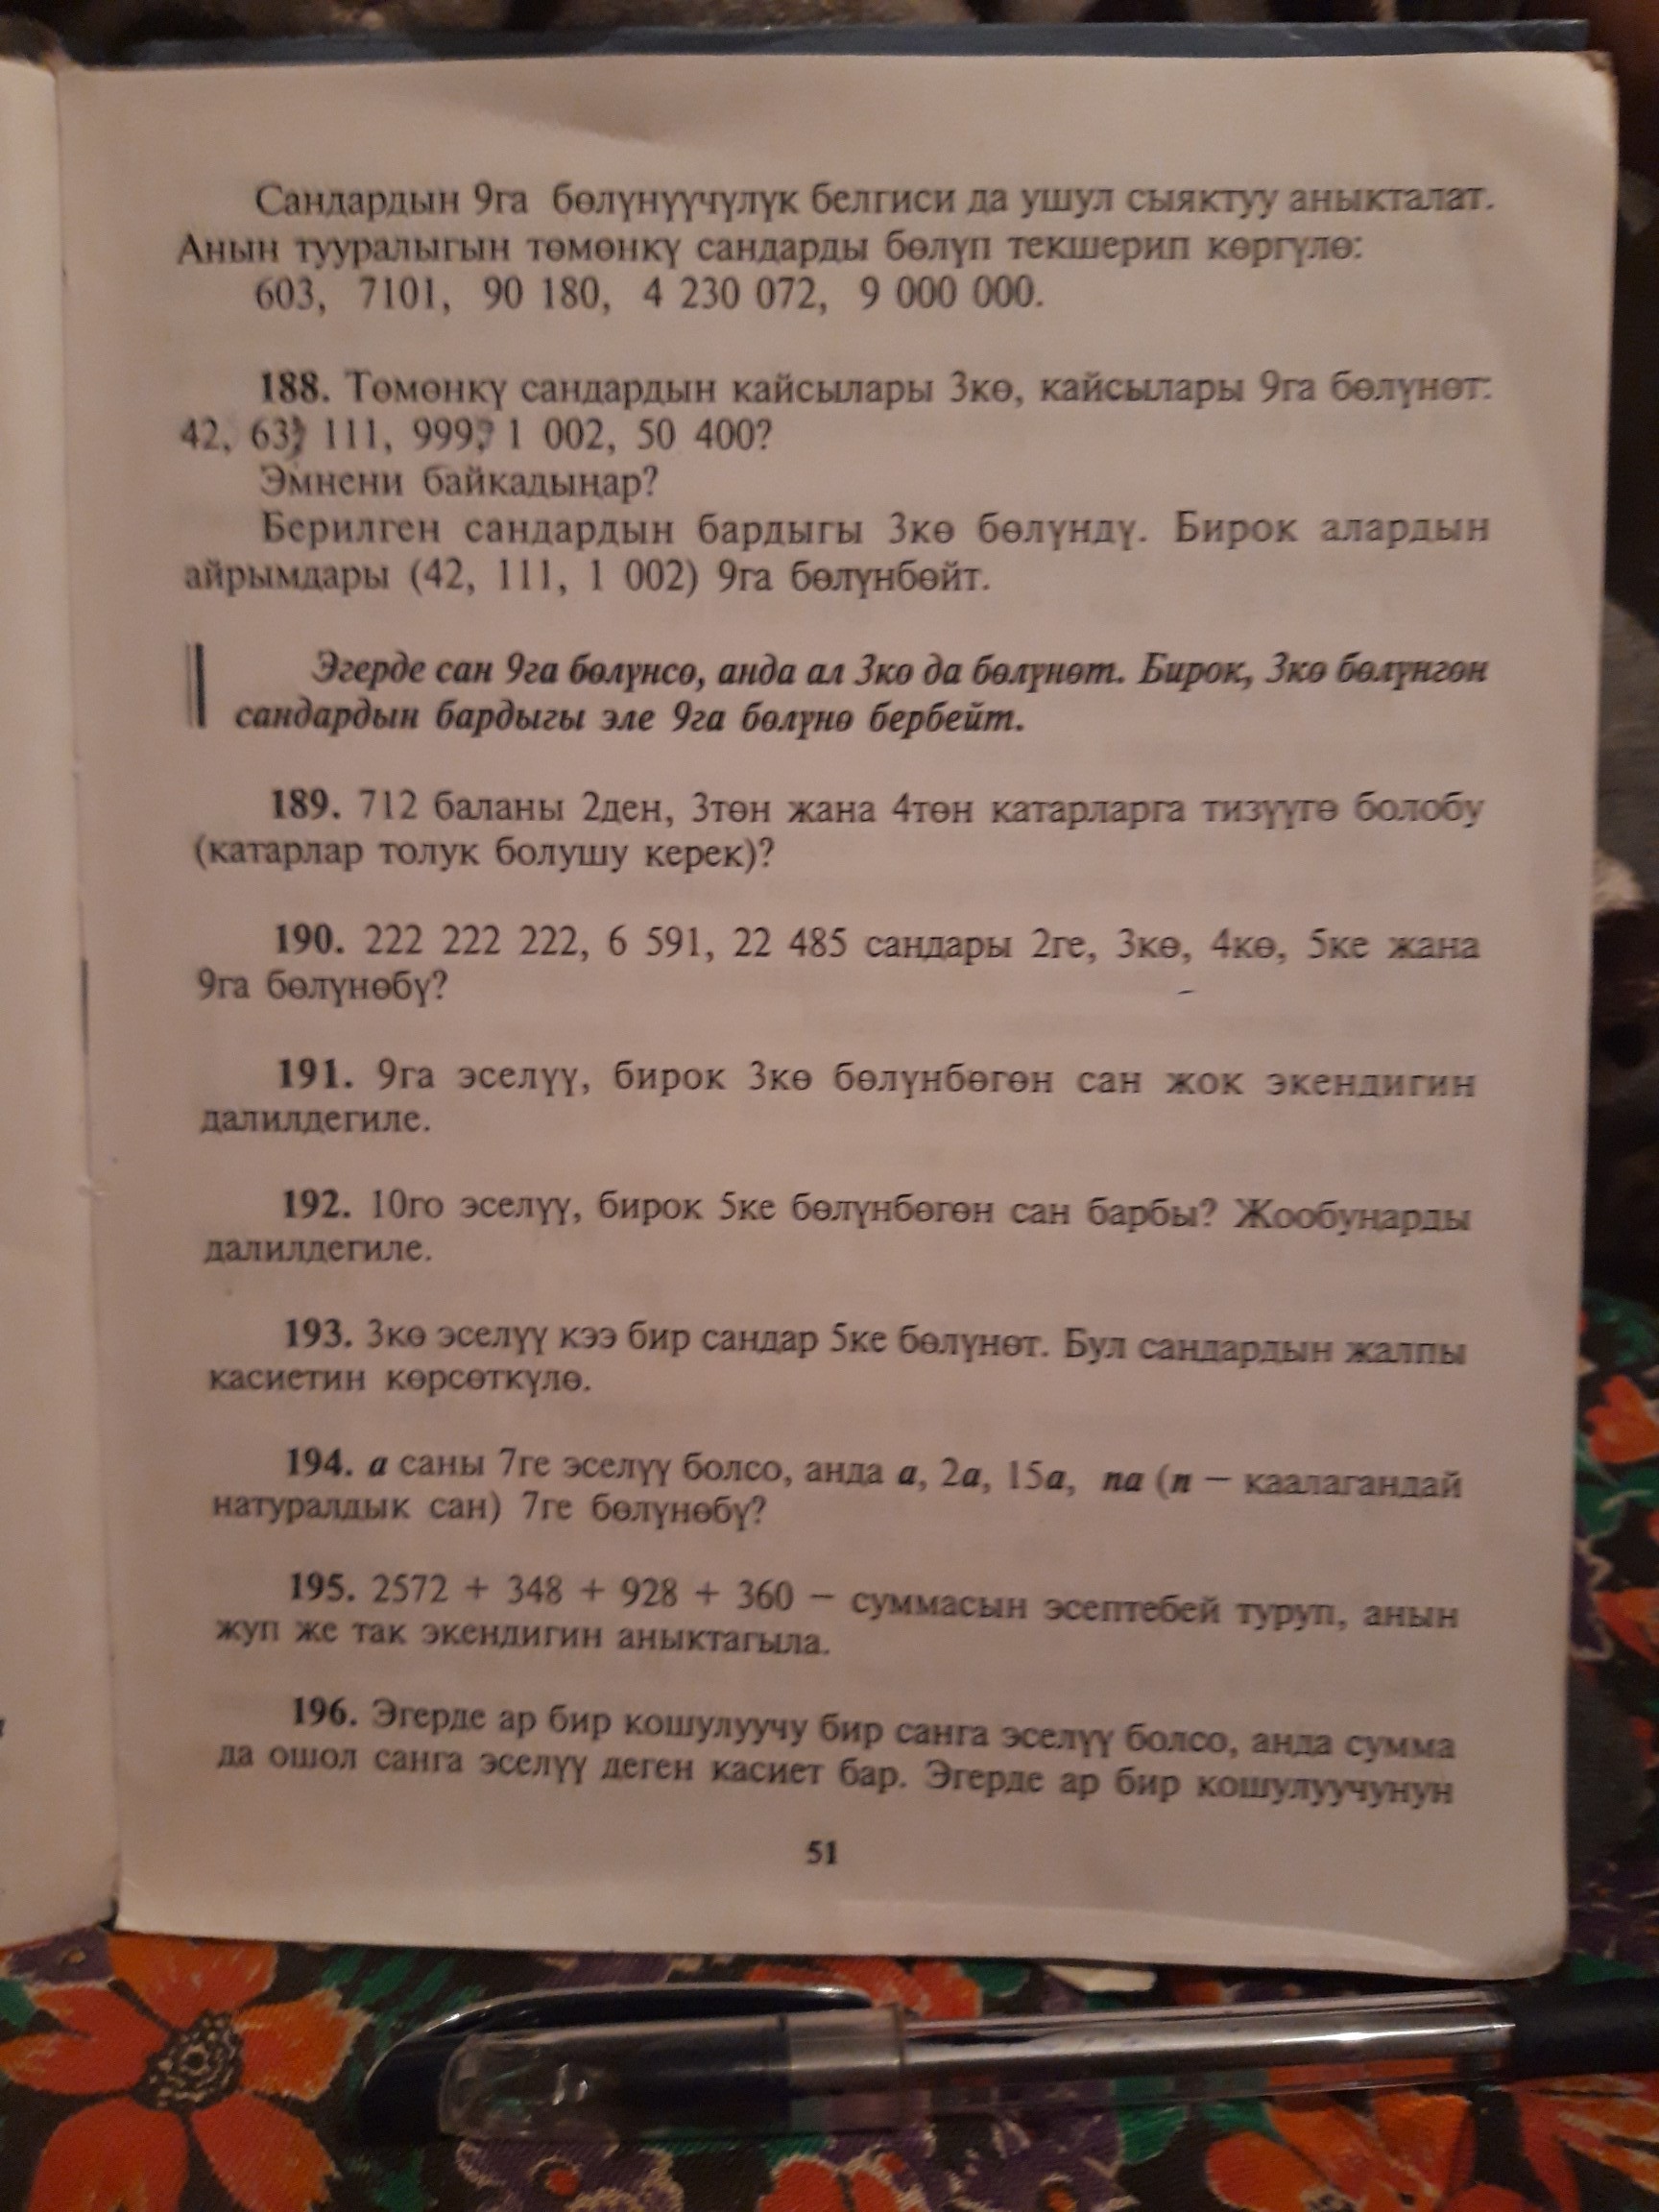 Сандардын 9га бөлүнүүчүлүк белгиси да ушул сыяктуу аныкталат.
Анын тууралыгын төмөнкү сандарды бөлүп текшерип көргүлө:
603, 7101, 90 180, 4 230 072, 9 000 000.
188. Төмөнкү сандардын кайсылары 3кө, кайсылары 9га бөлүнөт:
42, 63, 111, 999, 1 002, 50 400?
Эмнени байкадыңар?
Берилген сандардын бардыгы 3кө бөлүндү. Бирок алардын
айрымдары (42, 111, 1 002) 9га бөлүнбөйт.
Эгерде сан 9га бөлүнсө, анда ал 3кө да бөлүнөт. Бирок, 3кө бөлүнгөн
сандардын бардыгы эле 9га бөлүнө бербейт.
189. 712 баланы 2ден, 3төн жана 4төн катарларга тизүүгө болобу
(катарлар толук болушу керек)?
190. 222 222 222, 6 591, 22 485 сандары 2ге, 3кө, 4кө, 5ке жана
9га бөлүнөбү?
191. 9га эселүү, бирок 3кө бөлүнбөгөн сан жок экендигин
далилдегиле.
192. 10го эселүү, бирок 5ке бөлүнбөгөн сан барбы? Жообуңарды
далилдегиле.
193. 3кө эселүү кээ бир сандар 5ке бөлүнөт. Бул сандардын жалпы
касиетин көрсөткүлө.
194. a саны 7ге эселүү болсо, анда a, 2a, 15a, na (n – каалагандай
натуралдык сан) 7ге бөлүнөбү?
195. 2572 + 348 + 928 + 360 – суммасын эсептебей туруп, анын
жуп же так экендигин аныктагыла.
196. Эгерде ар бир кошулуучу бир санга эселүү болсо, анда сумма
да ошол санга эселүү деген касиет бар. Эгерде ар бир кошулуучунун
51